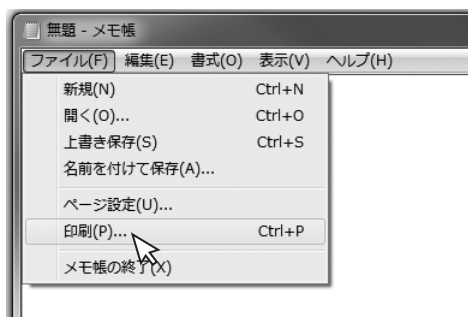 無題 - メモ帳
ファイル(F) 編集(E) 書式(O) 表示(V) ヘルプ(H)
新規(N) Ctrl+N
開く(O)... Ctrl+O
上書き保存(S) Ctrl+S
名前を付けて保存(A)...
ページ設定(U)...
印刷(P)... Ctrl+P
メモ帳の終了(X)